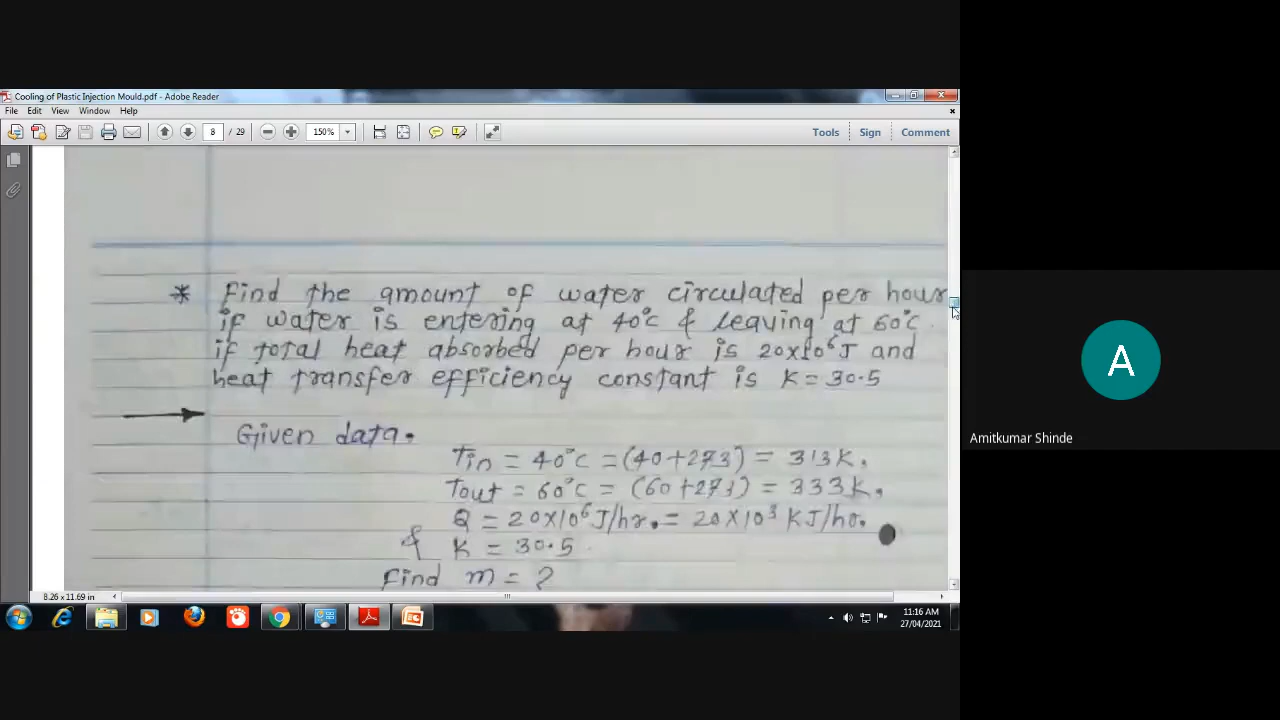 Cooling of Plastic Injection Mould.pdf - Adobe Reader
File Edit View Window Help
8 / 29 150% Tools Sign Comment
* Find the amount of water circulated per hour
if water is entering at 40°C & leaving at 60°C.
if total heat absorbed per hour is 20×10⁶J and
heat transfer efficiency constant is K = 30.5
Given data.
Tin = 40°C = (40+273) = 313K.
Tout = 60°C = (60+273) = 333K.
Q = 20×10⁶ J/hr. = 20×10³ KJ/hr.
& K = 30.5
Find m = ?
8.26 x 11.69 in
11:16 AM
27/04/2021
A
Amitkumar Shinde